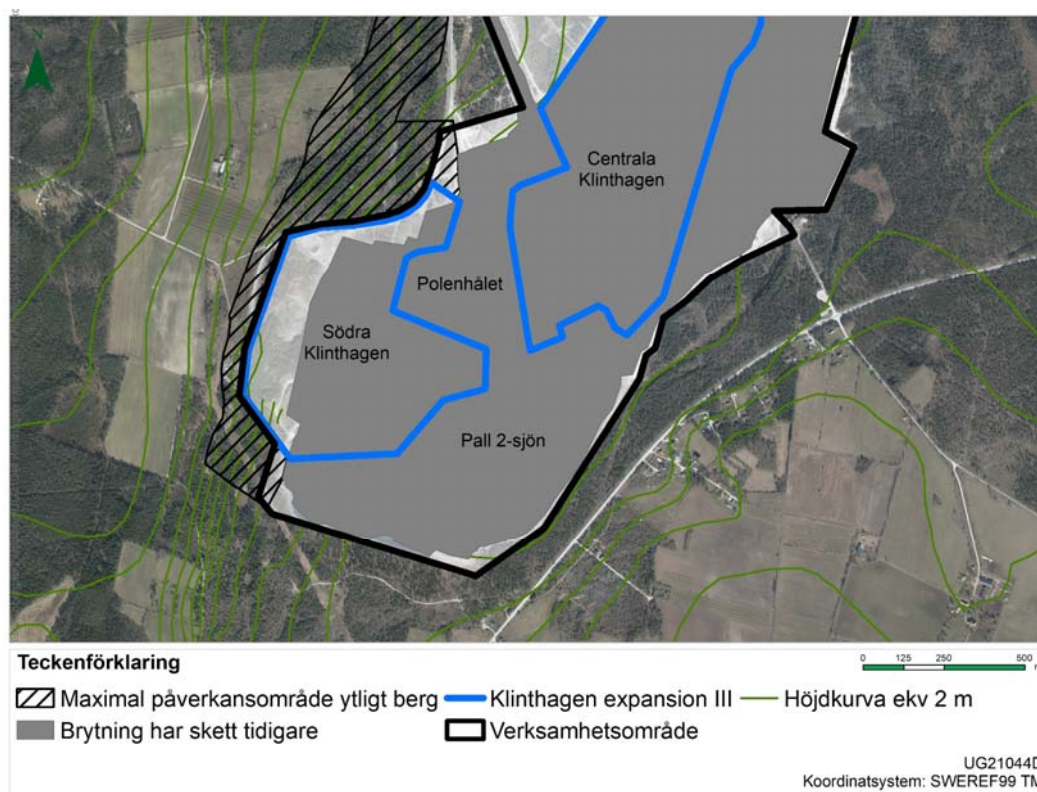 Centrala
Klinthagen
Polenhålet
Södra
Klinthagen
Pall 2-sjön
Teckenförklaring
0 125 250 500
Maximal påverkansområde ytligt berg
Klinthagen expansion III
Höjdkurva ekv 2 m
Brytning har skett tidigare
Verksamhetsområde
UG21044D
Koordinatsystem: SWEREF99 TM